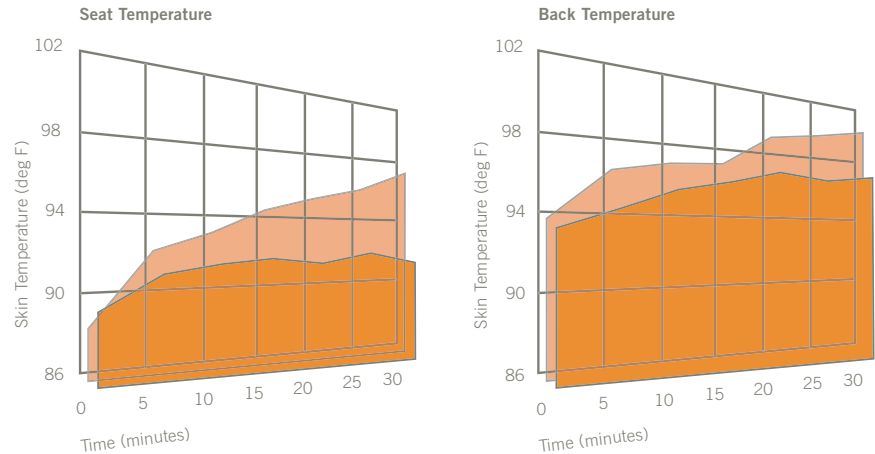 Seat Temperature
102
98
94
90
86
Skin Temperature (deg F)
0 5 10 15 20 25 30
Time (minutes)
Back Temperature
102
98
94
90
86
Skin Temperature (deg F)
0 5 10 15 20 25 30
Time (minutes)